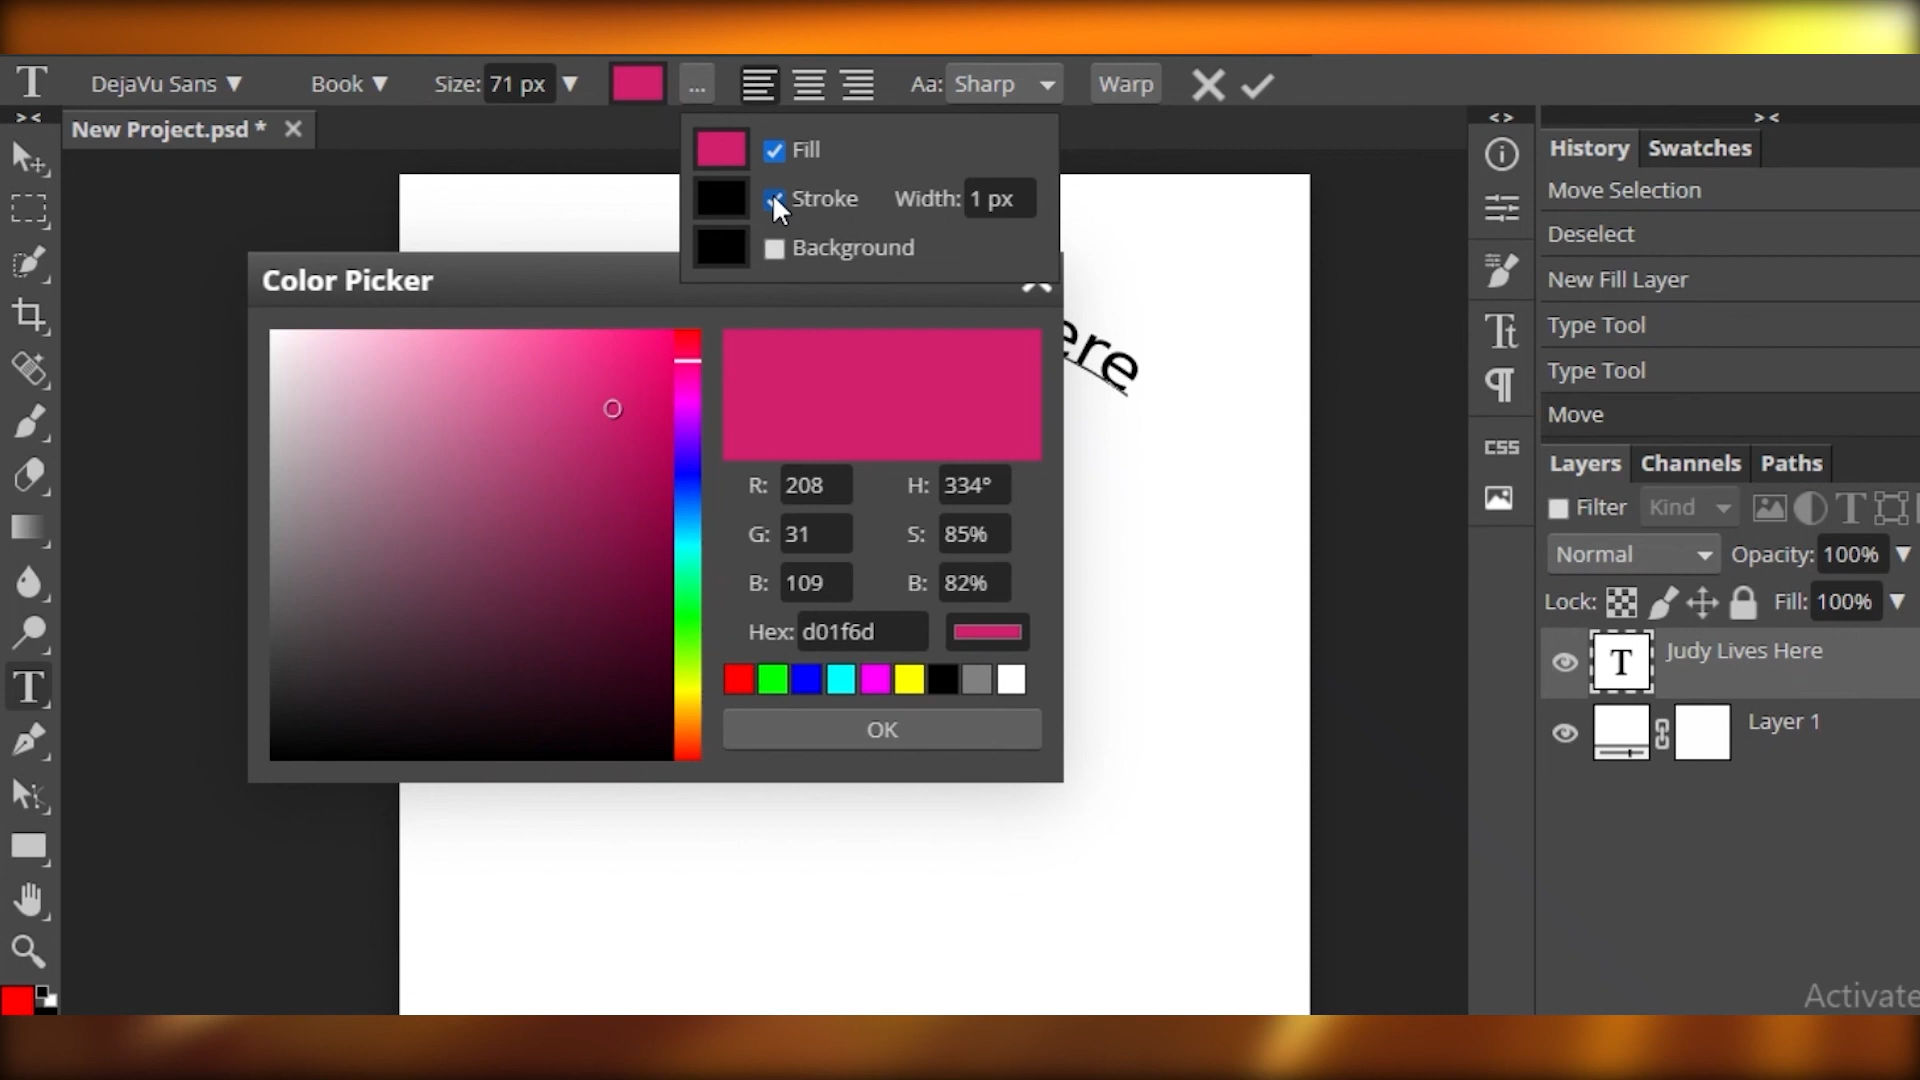 T DejaVu Sans ▼ Book ▼ Size: 71 px ▼ ... Aa: Sharp Warp
New Project.psd *
Fill
Stroke Width: 1 px
Background
Color Picker
ere
R: 208 H: 334°
G: 31 S: 85%
B: 109 B: 82%
Hex: d01f6d
OK
> <
< >
> <
History Swatches
Move Selection
Deselect
New Fill Layer
Type Tool
Type Tool
Move
CSS
Layers Channels Paths
Filter Kind
Normal Opacity: 100% ▼
Lock: Fill: 100% ▼
T Judy Lives Here
Layer 1
Activate